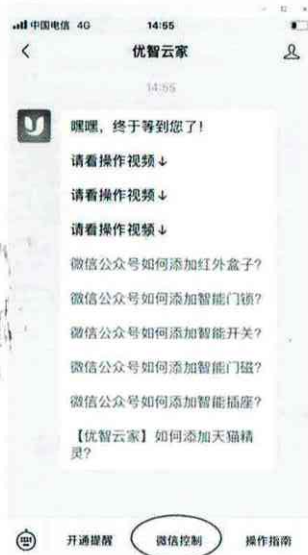 中国电信 4G 14:55
优智云家
14:55
嘿嘿，终于等到您了！
请看操作视频↓
请看操作视频↓
请看操作视频↓
微信公众号如何添加红外盒子？
微信公众号如何添加智能门锁？
微信公众号如何添加智能开关？
微信公众号如何添加智能门磁？
微信公众号如何添加智能插座？
【优智云家】如何添加天猫精
灵？
开通提醒 微信控制 操作指南